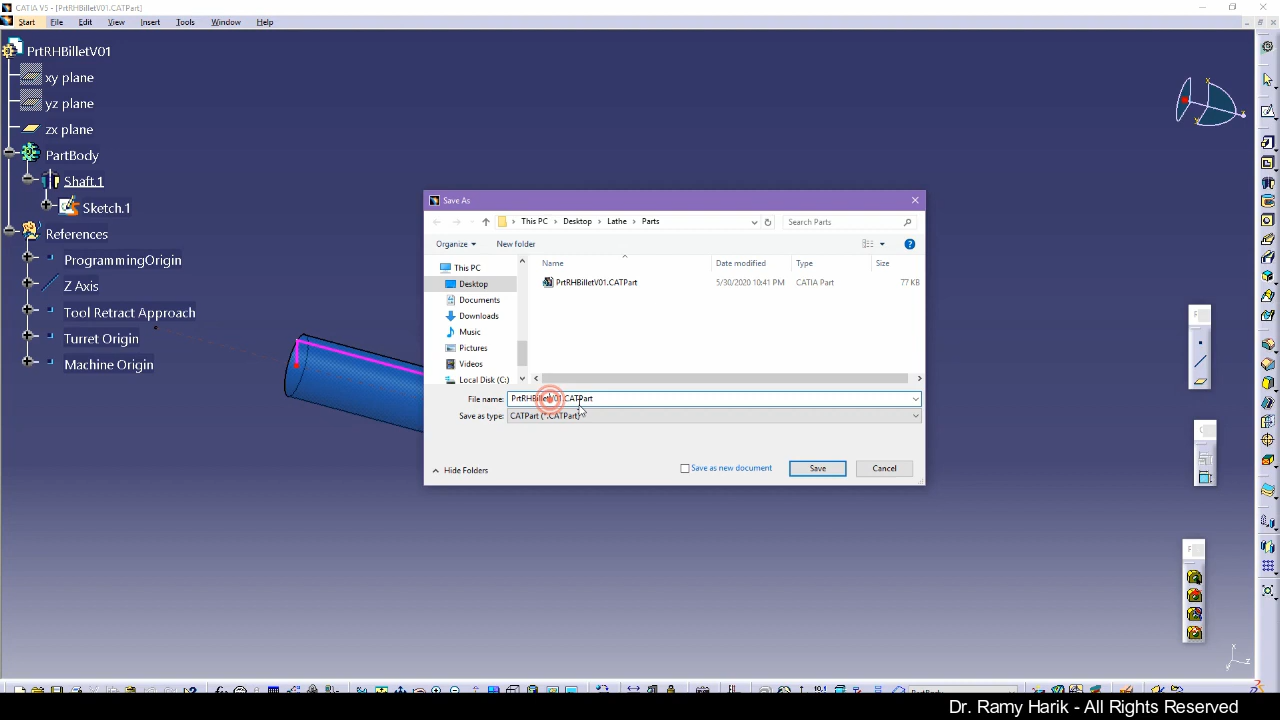 CATIA V5 - [PrtRHBilletV01.CATPart]
Start File Edit View Insert Tools Window Help
PrtRHBilletV01
xy plane
yz plane
zx plane
PartBody
Shaft.1
Sketch.1
References
ProgrammingOrigin
Z Axis
Tool Retract Approach
Turret Origin
Machine Origin
Save As
This PC > Desktop > Lathe > Parts
Search Parts
Organize New folder
Name Date modified Type Size
This PC
Desktop
Documents
Downloads
Music
Pictures
Videos
Local Disk (C:)
PrtRHBilletV01.CATPart 5/30/2020 10:41 PM CATIA Part 77 KB
File name: PrtRHBilletV01.CATPart
Save as type: CATPart (*.CATPart)
Hide Folders
Save as new document
Save
Cancel
Dr. Ramy Harik - All Rights Reserved